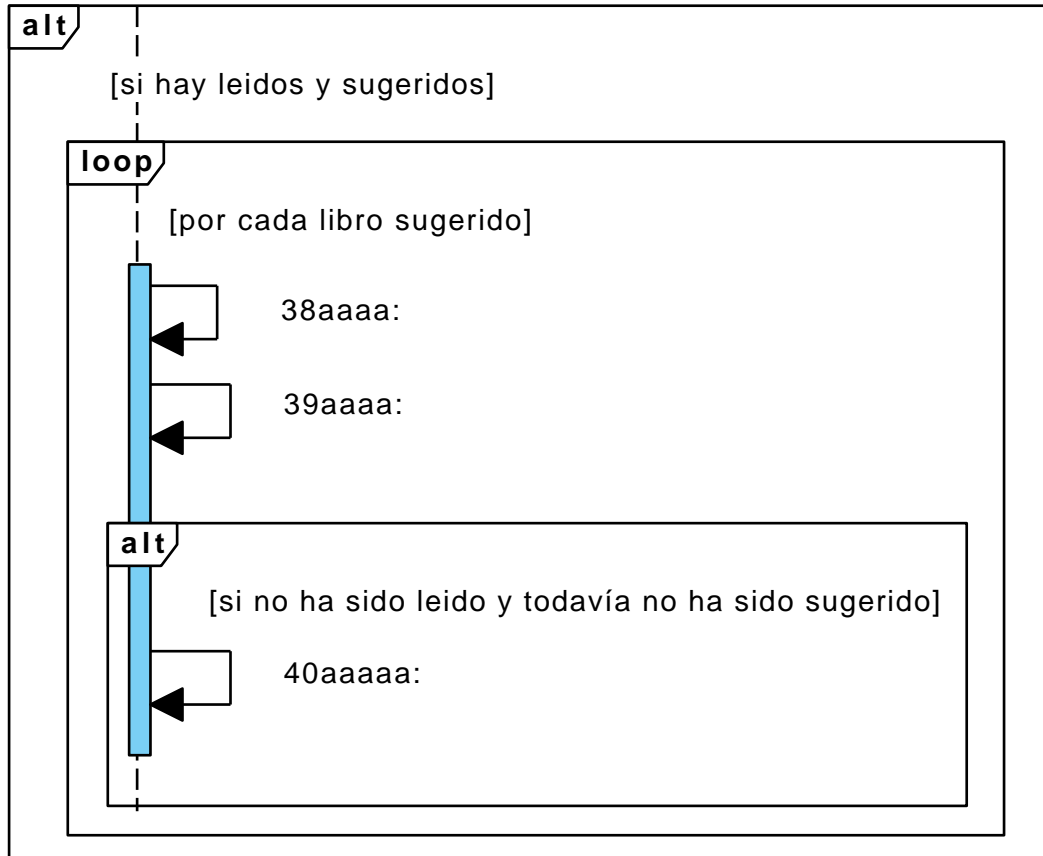 alt
[si hay leidos y sugeridos]
loop
[por cada libro sugerido]
38aaaa:
39aaaa:
alt
[si no ha sido leido y todavía no ha sido sugerido]
40aaaaa: